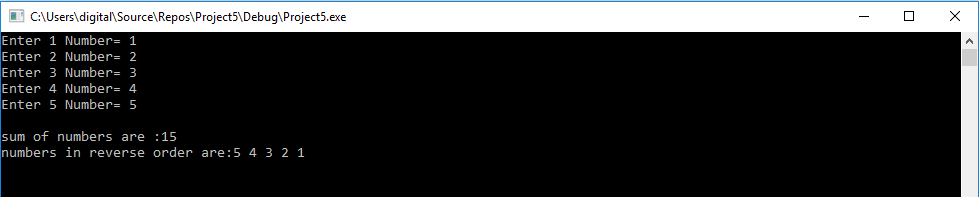 C:\Users\digital\Source\Repos\Project5\Debug\Project5.exe
Enter 1 Number= 1
Enter 2 Number= 2
Enter 3 Number= 3
Enter 4 Number= 4
Enter 5 Number= 5
sum of numbers are :15
numbers in reverse order are:5 4 3 2 1